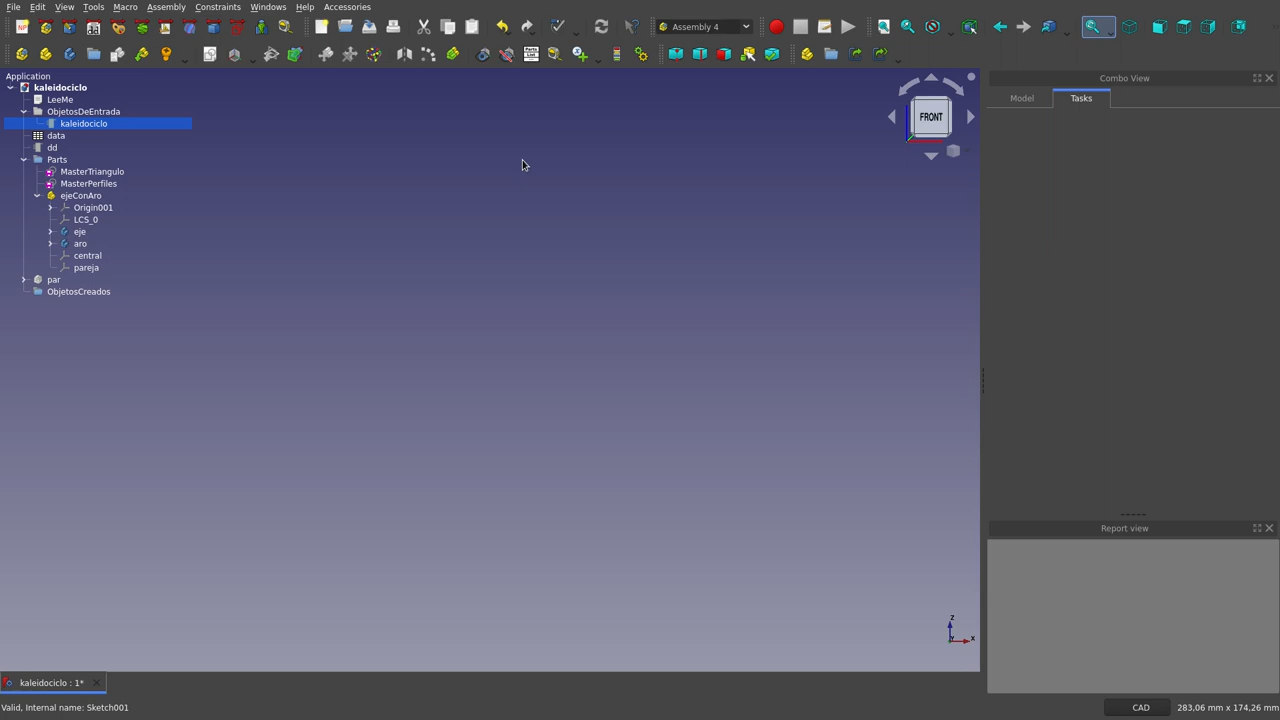 File Edit View Tools Macro Assembly Constraints Windows Help Accessories
Assembly 4
Application
kaleidociclo
LeeMe
ObjetosDeEntrada
kaleidociclo
data
dd
Parts
MasterTriangulo
MasterPerfiles
ejeConAro
Origin001
LCS_0
eje
aro
central
pareja
par
ObjetosCreados
FRONT
Z
Y
X
Combo View
Model Tasks
Report view
kaleidociclo : 1*
Valid, Internal name: Sketch001
CAD 283,06 mm x 174,26 mm